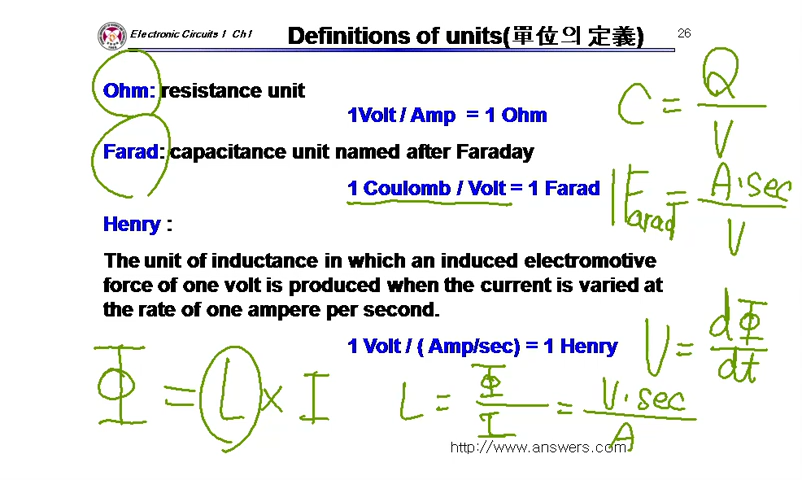 Electronic Circuits 1 Ch1
Definitions of units(單位의 定義)
26
Ohm: resistance unit
1Volt / Amp = 1 Ohm
Farad: capacitance unit named after Faraday
1 Coulomb / Volt = 1 Farad
Henry :
The unit of inductance in which an induced electromotive
force of one volt is produced when the current is varied at
the rate of one ampere per second.
1 Volt / ( Amp/sec) = 1 Henry
http://www.answers.com
C = Q / V
1 Farad = A·sec / V
V = dΦ / dt
Φ = L × I
L = Φ / I = V·sec / A